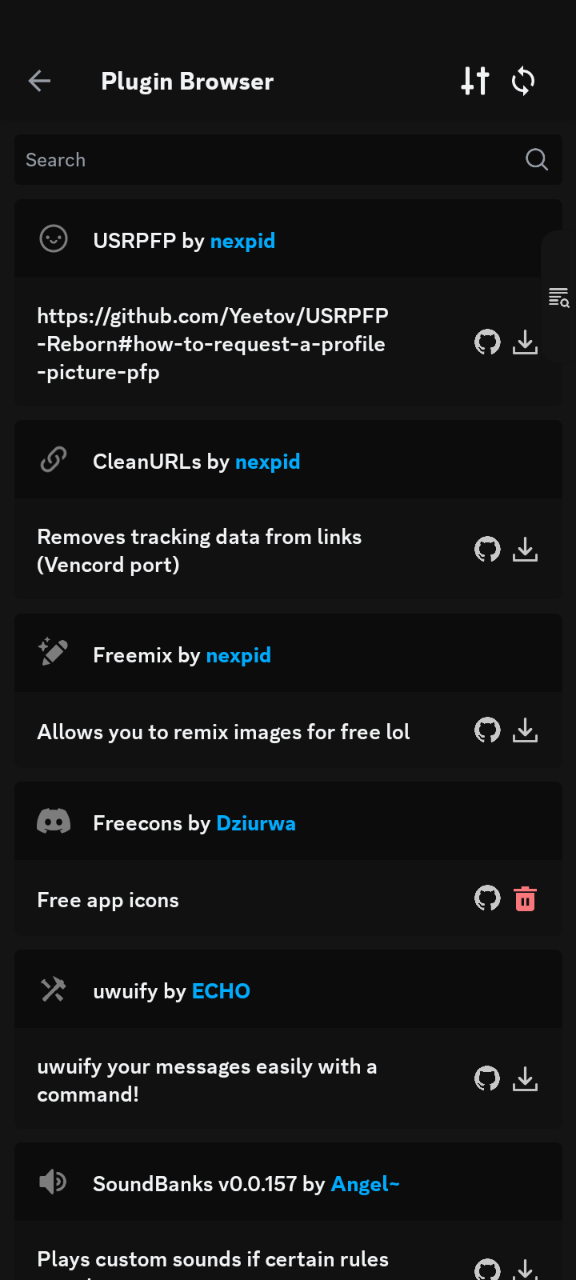 Plugin Browser
Search
USRPFP by nexpid
https://github.com/Yeetov/USRPFP
-Reborn#how-to-request-a-profile
-picture-pfp
CleanURLs by nexpid
Removes tracking data from links
(Vencord port)
Freemix by nexpid
Allows you to remix images for free lol
Freecons by Dziurwa
Free app icons
uwuify by ECHO
uwuify your messages easily with a
command!
SoundBanks v0.0.157 by Angel~
Plays custom sounds if certain rules